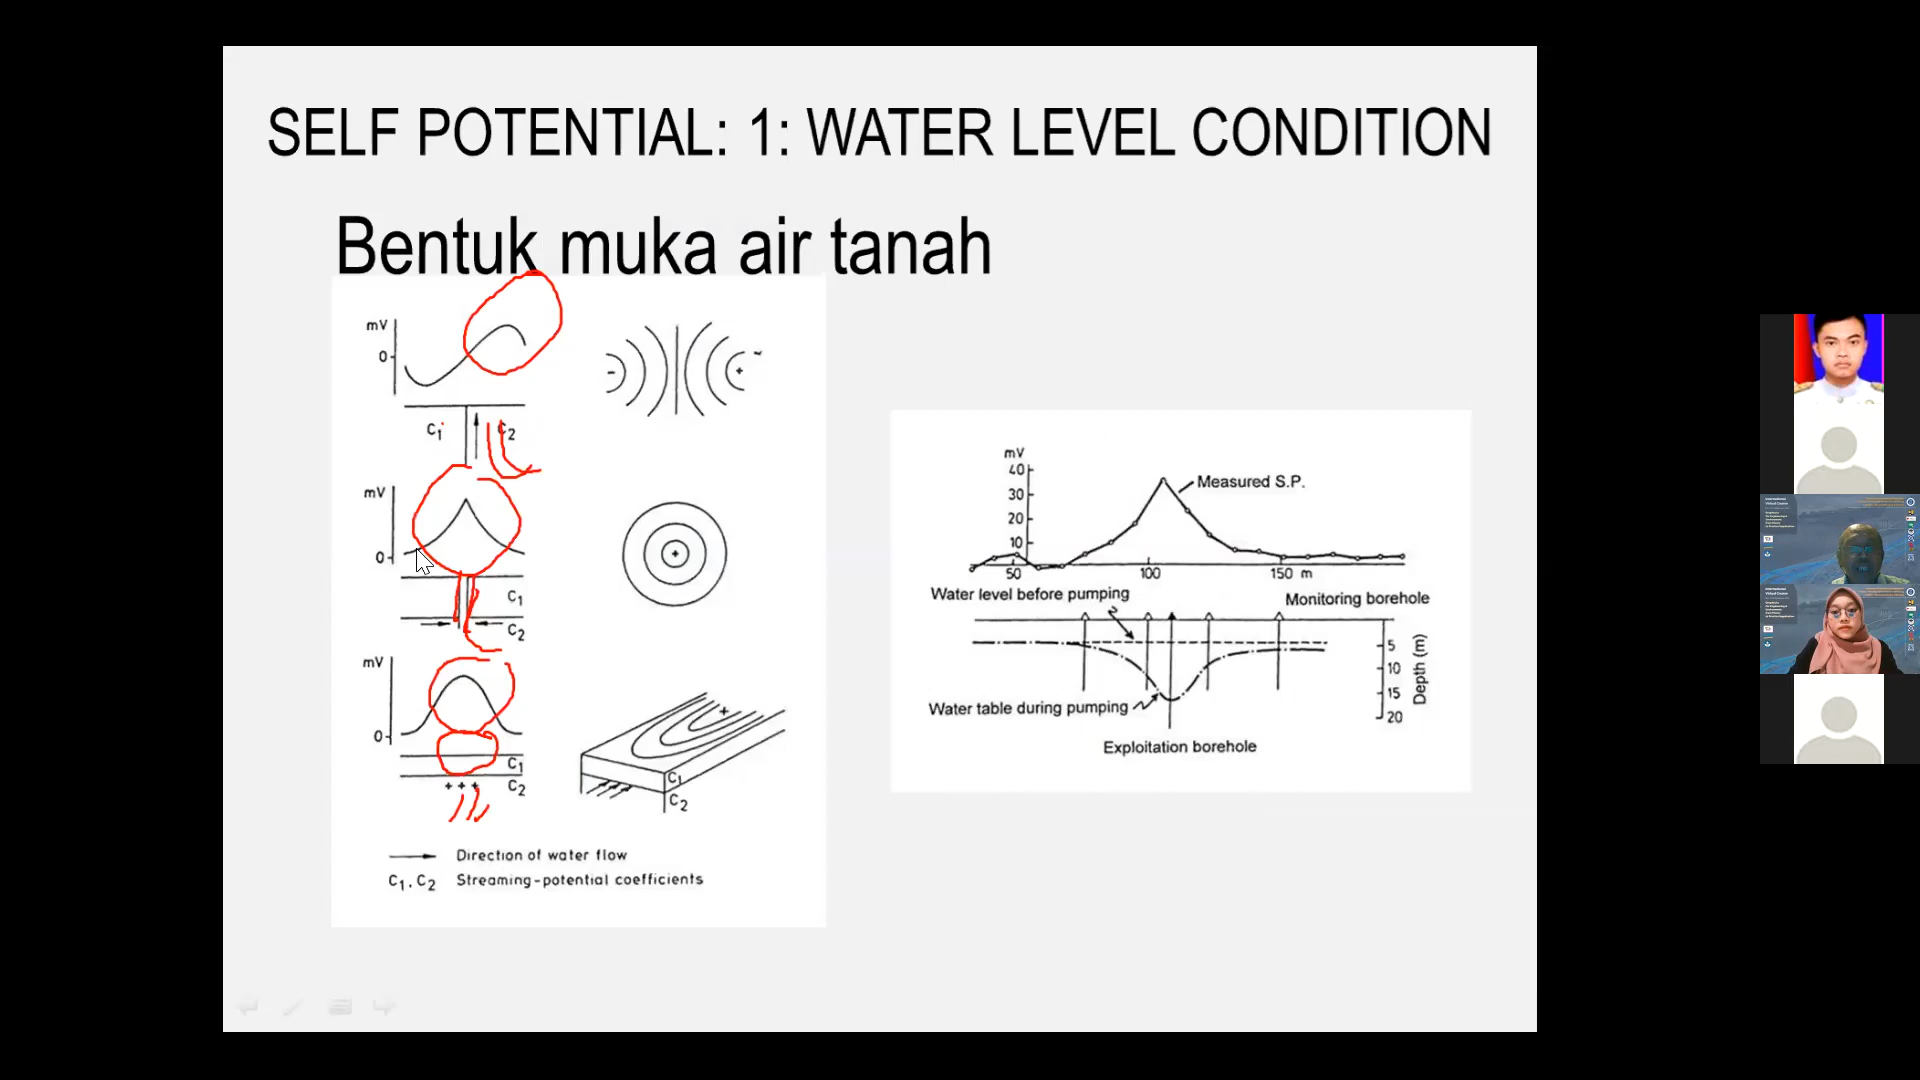 SELF POTENTIAL: 1: WATER LEVEL CONDITION
Bentuk muka air tanah
mV
0
- +
C1 C2
mV
0
+
C1
C2
mV
0
+
C1
+ + + C2
C1
C2
Direction of water flow
C1, C2 Streaming-potential coefficients
mV
40
30
20
10
Measured S.P.
50 100 150 m
Water level before pumping
Monitoring borehole
5
10
15
20
Depth (m)
Water table during pumping
Exploitation borehole